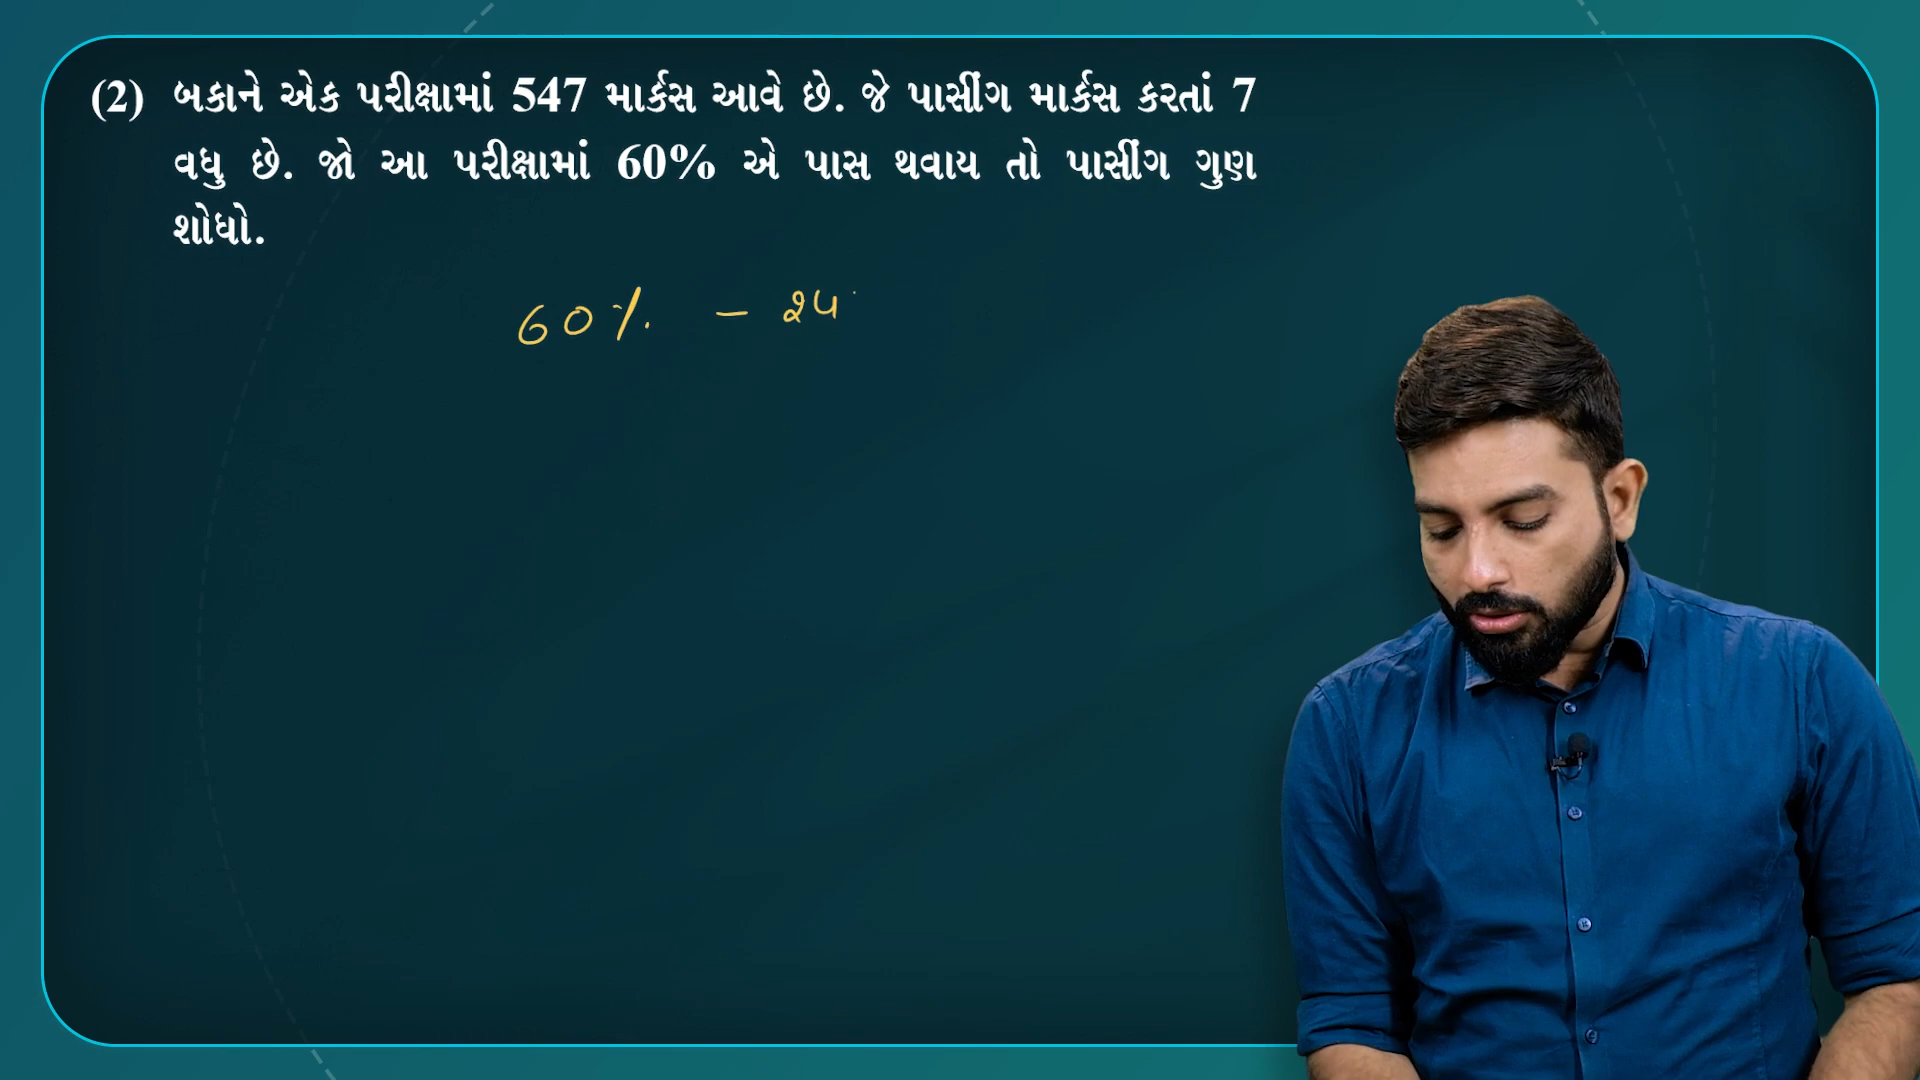 (2) બકાને એક પરીક્ષામાં 547 માર્કસ આવે છે. જે પાસીંગ માર્કસ કરતાં 7
વધુ છે. જો આ પરીક્ષામાં 60% એ પાસ થવાય તો પાસીંગ ગુણ
શોધો.
60% - ૨૫